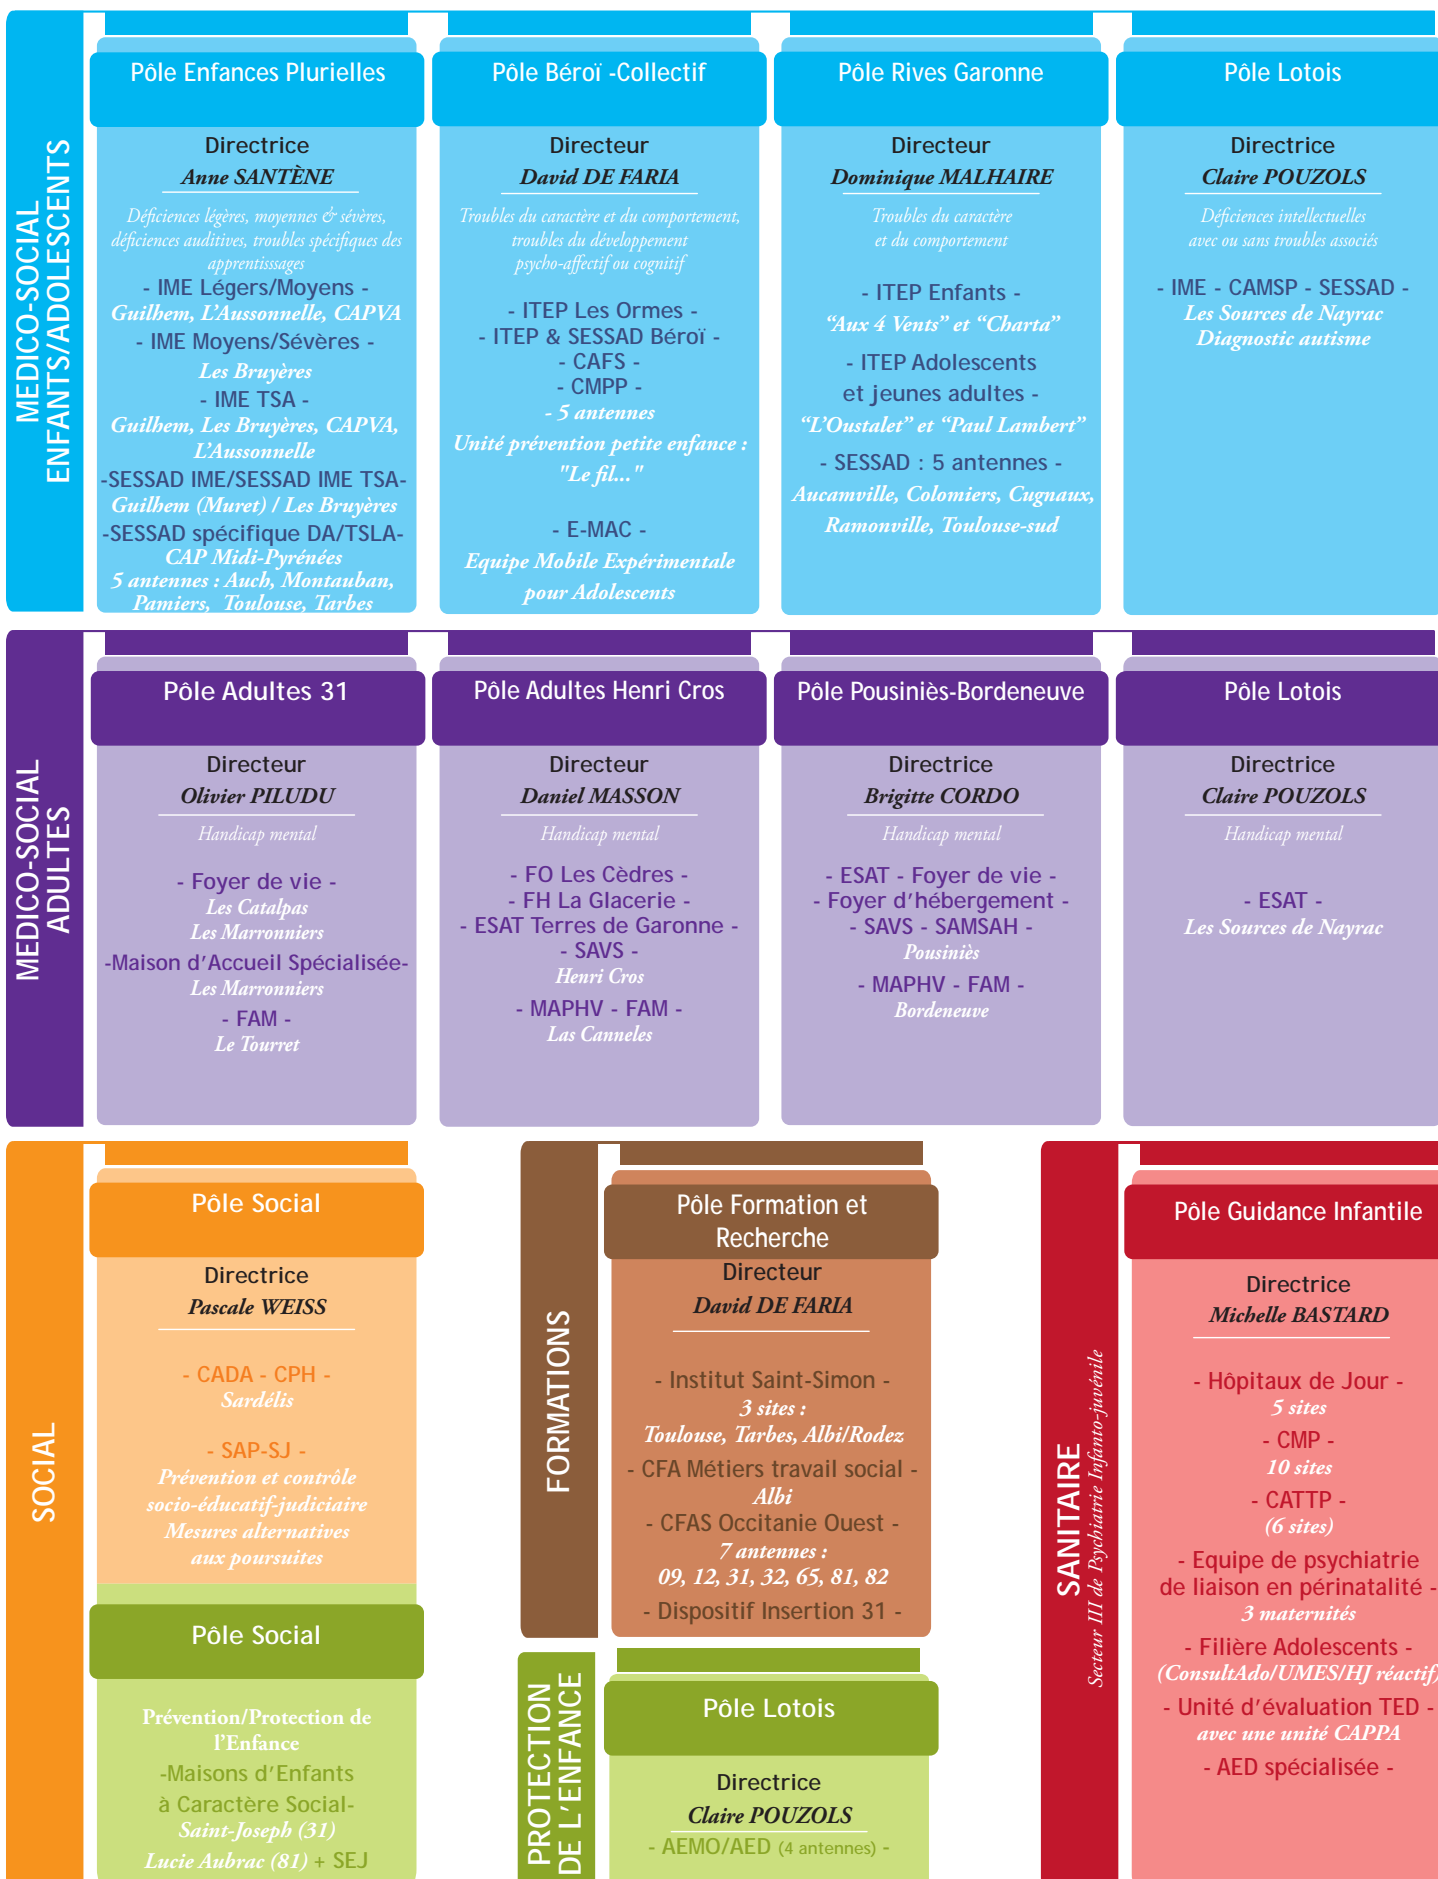 MEDICO-SOCIAL
ENFANTS/ADOLESCENTS
Pôle Enfances Plurielles
Directrice
Anne SANTÈNE
Déficiences légères, moyennes & sévères,
déficiences auditives, troubles spécifiques des
apprentisssages
- IME Légers/Moyens -
Guilhem, L'Aussonnelle, CAPVA
- IME Moyens/Sévères -
Les Bruyères
- IME TSA -
Guilhem, Les Bruyères, CAPVA,
L'Aussonnelle
-SESSAD IME/SESSAD IME TSA-
Guilhem (Muret) / Les Bruyères
-SESSAD spécifique DA/TSLA-
CAP Midi-Pyrénées
5 antennes : Auch, Montauban,
Pamiers, Toulouse, Tarbes
Pôle Béroï -Collectif
Directeur
David DE FARIA
Troubles du caractère et du comportement,
troubles du développement
psycho-affectif ou cognitif
- ITEP Les Ormes -
- ITEP & SESSAD Béroï -
- CAFS -
- CMPP -
- 5 antennes
Unité prévention petite enfance :
"Le fil..."
- E-MAC -
Equipe Mobile Expérimentale
pour Adolescents
Pôle Rives Garonne
Directeur
Dominique MALHAIRE
Troubles du caractère
et du comportement
- ITEP Enfants -
“Aux 4 Vents” et “Charta”
- ITEP Adolescents
et jeunes adultes -
“L'Oustalet” et “Paul Lambert”
- SESSAD : 5 antennes -
Aucamville, Colomiers, Cugnaux,
Ramonville, Toulouse-sud
Pôle Lotois
Directrice
Claire POUZOLS
Déficiences intellectuelles
avec ou sans troubles associés
- IME - CAMSP - SESSAD -
Les Sources de Nayrac
Diagnostic autisme
MEDICO-SOCIAL
ADULTES
Pôle Adultes 31
Directeur
Olivier PILUDU
Handicap mental
- Foyer de vie -
Les Catalpas
Les Marronniers
-Maison d'Accueil Spécialisée-
Les Marronniers
- FAM -
Le Tourret
Pôle Adultes Henri Cros
Directeur
Daniel MASSON
Handicap mental
- FO Les Cèdres -
- FH La Glacerie -
- ESAT Terres de Garonne -
- SAVS -
Henri Cros
- MAPHV - FAM -
Las Canneles
Pôle Pousiniès-Bordeneuve
Directrice
Brigitte CORDO
Handicap mental
- ESAT - Foyer de vie -
- Foyer d'hébergement -
- SAVS - SAMSAH -
Pousiniès
- MAPHV - FAM -
Bordeneuve
Pôle Lotois
Directrice
Claire POUZOLS
Handicap mental
- ESAT -
Les Sources de Nayrac
SOCIAL
Pôle Social
Directrice
Pascale WEISS
- CADA - CPH -
Sardélis
- SAP-SJ -
Prévention et contrôle
socio-éducatif-judiciaire
Mesures alternatives
aux poursuites
Pôle Social
Prévention/Protection de
l'Enfance
-Maisons d'Enfants
à Caractère Social-
Saint-Joseph (31)
Lucie Aubrac (81) + SEJ
FORMATIONS
Pôle Formation et
Recherche
Directeur
David DE FARIA
- Institut Saint-Simon -
3 sites :
Toulouse, Tarbes, Albi/Rodez
- CFA Métiers travail social -
Albi
- CFAS Occitanie Ouest -
7 antennes :
09, 12, 31, 32, 65, 81, 82
- Dispositif Insertion 31 -
PROTECTION
DE L'ENFANCE
Pôle Lotois
Directrice
Claire POUZOLS
- AEMO/AED (4 antennes) -
SANITAIRE
Secteur III de Psychiatrie Infanto-juvénile
Pôle Guidance Infantile
Directrice
Michelle BASTARD
- Hôpitaux de Jour -
5 sites
- CMP -
10 sites
- CATTP -
(6 sites)
- Equipe de psychiatrie
de liaison en périnatalité -
3 maternités
- Filière Adolescents -
(ConsultAdo/UMES/HJ réactif)
- Unité d'évaluation TED -
avec une unité CAPPA
- AED spécialisée -